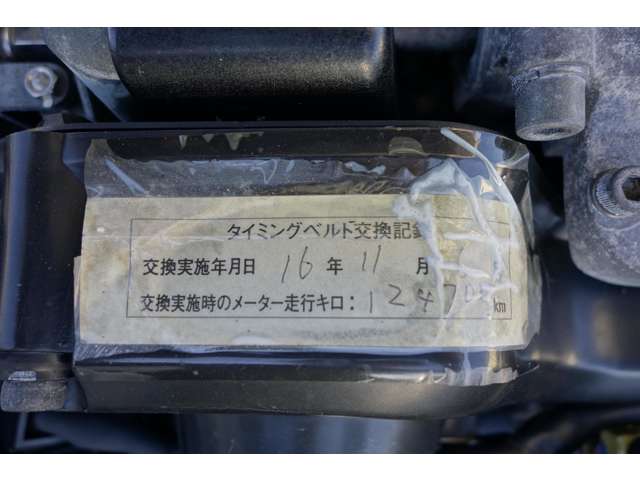 タイミングベルト交換記録
交換実施年月日 16 年 11 月
交換実施時のメーター走行キロ: 1247 km